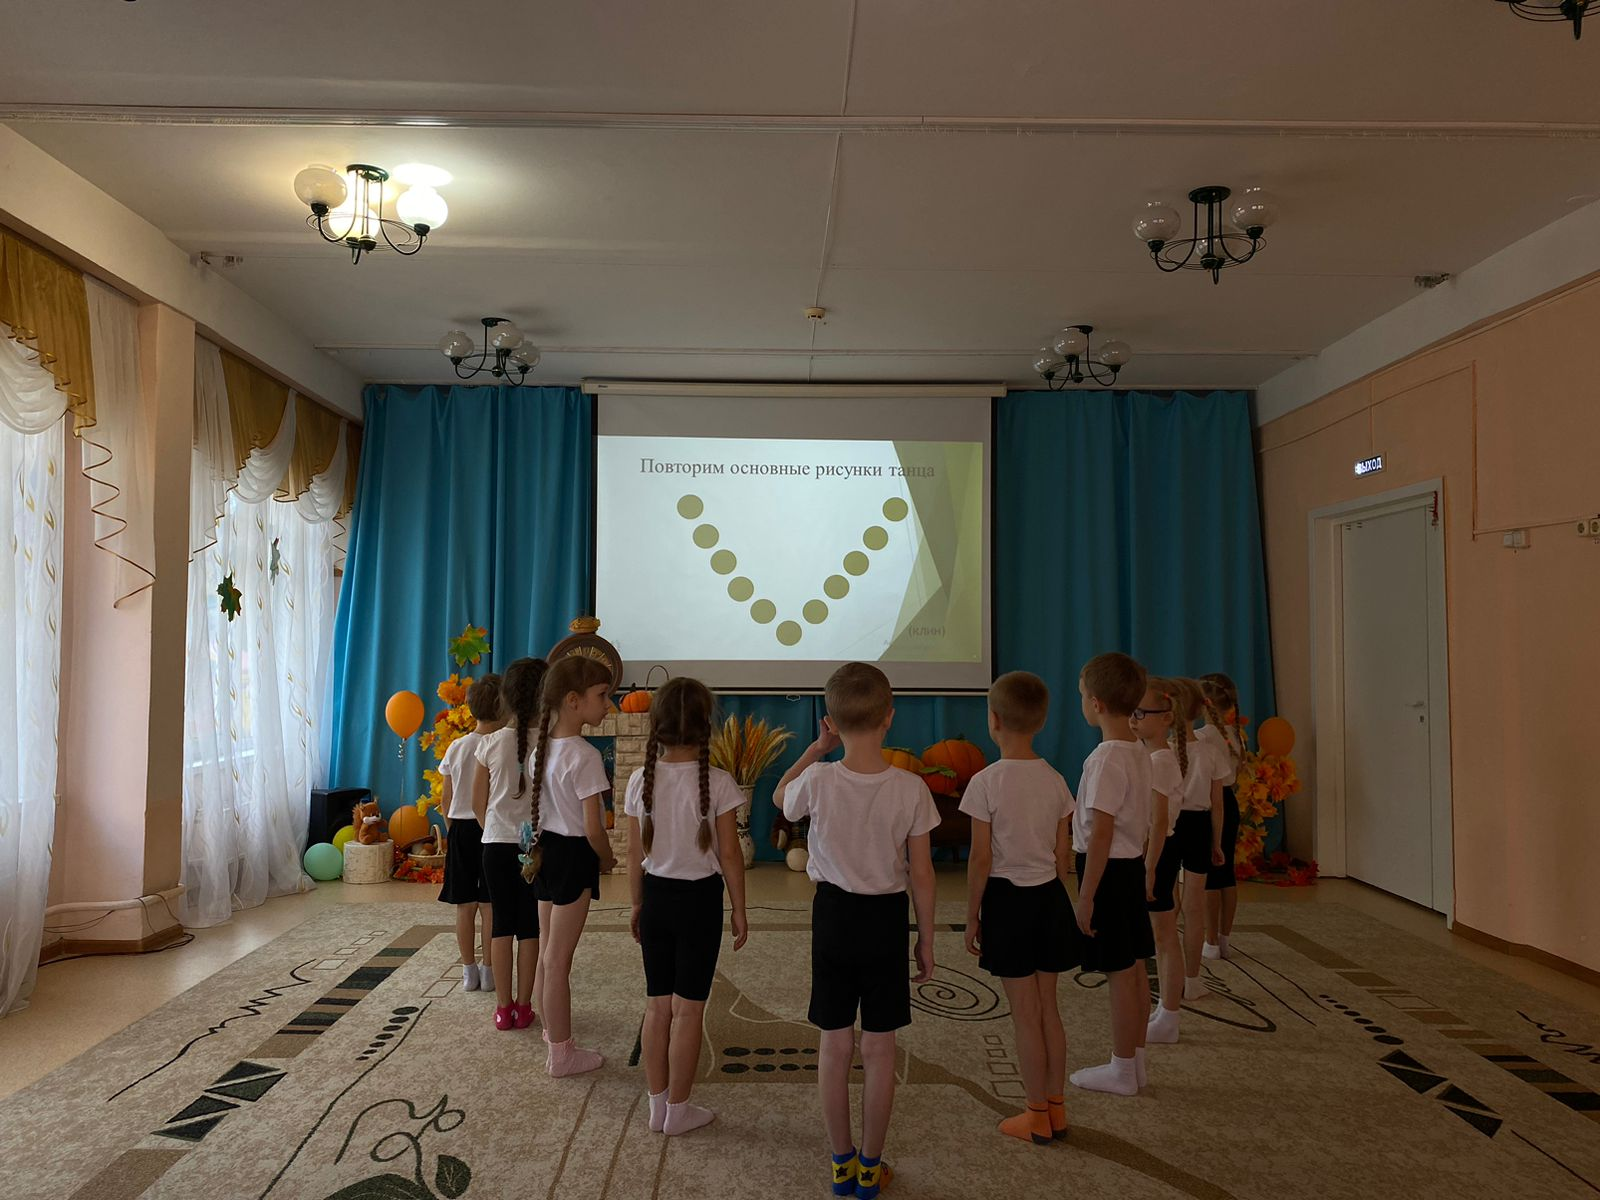 Повторим основные рисунки танца
ВЫХОД
(клин)